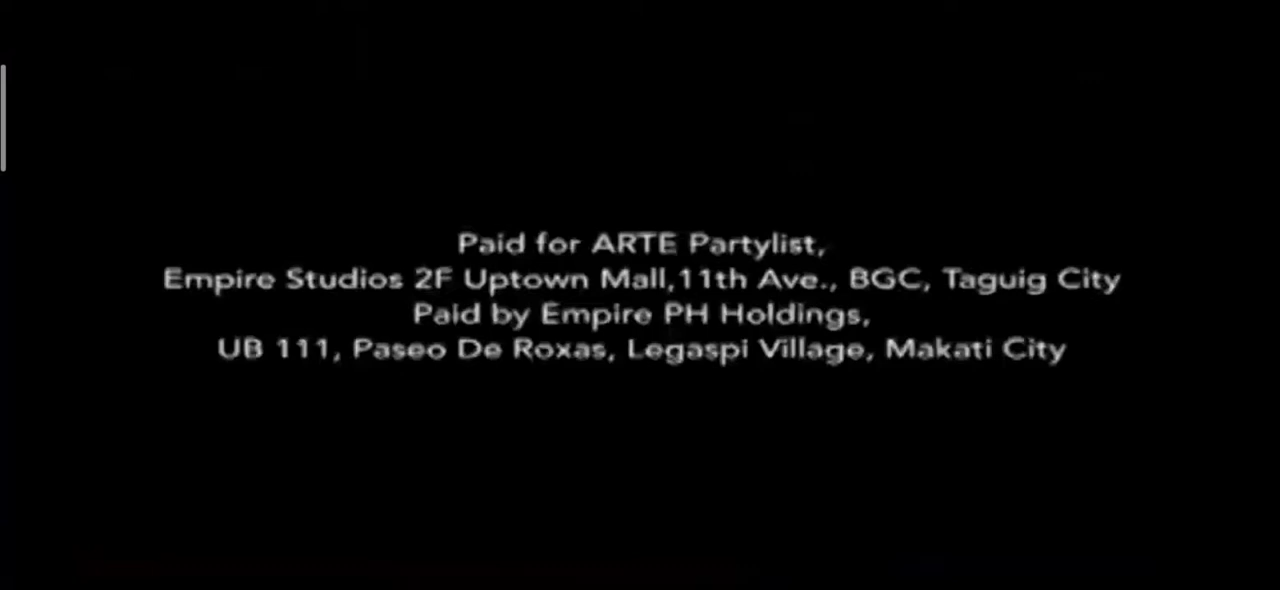 Paid for ARTE Partylist,
Empire Studios 2F Uptown Mall,11th Ave., BGC, Taguig City
Paid by Empire PH Holdings,
UB 111, Paseo De Roxas, Legaspi Village, Makati City